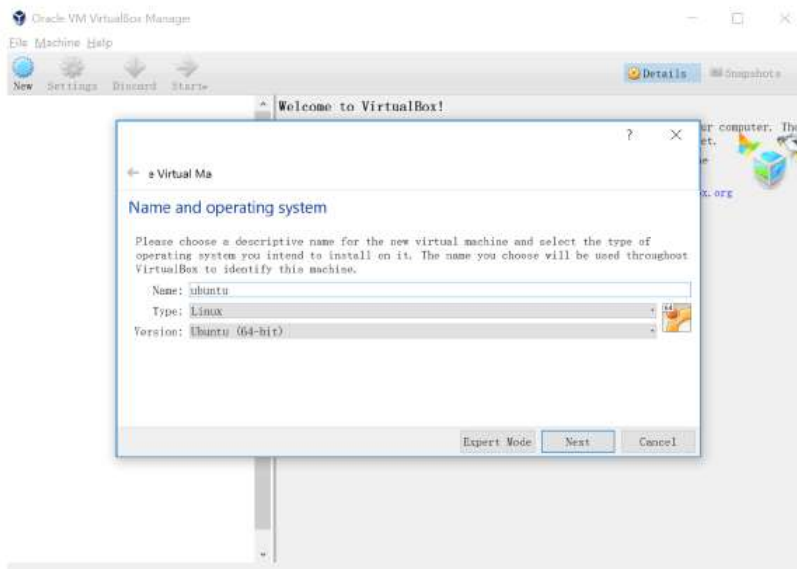 Oracle VM VirtualBox Manager
File Machine Help
New Settings Discard Start
Details Snapshots
Welcome to VirtualBox!
ur computer. The
et.
e
x.org
? ×
e Virtual Ma
Name and operating system
Please choose a descriptive name for the new virtual machine and select the type of
operating system you intend to install on it. The name you choose will be used throughout
VirtualBox to identify this machine.
Name: ubuntu
Type: Linux
64
Version: Ubuntu (64-bit)
Expert Mode Next Cancel